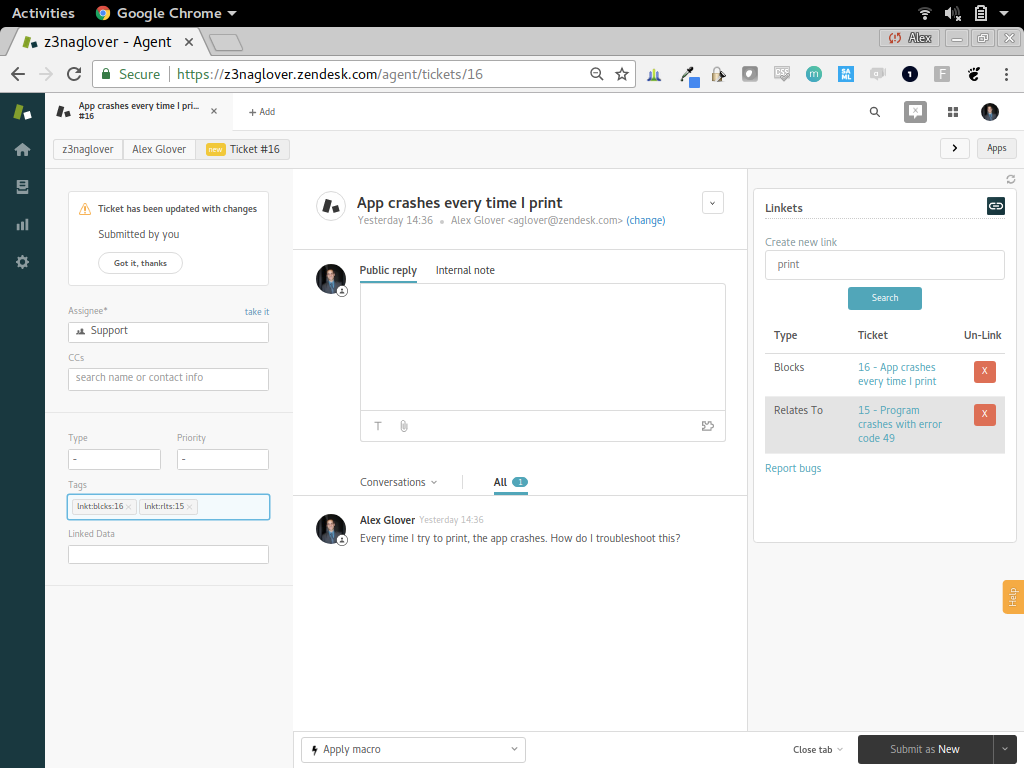 Activities
Google Chrome
z3naglover - Agent
Alex
Secure
https://z3naglover.zendesk.com/agent/tickets/16
App crashes every time I pri...
#16
+ Add
z3naglover
Alex Glover
new Ticket #16
Apps
Ticket has been updated with changes
Submitted by you
Got it, thanks
Assignee*
take it
Support
CCs
search name or contact info
Type
Priority
-
-
Tags
lnkt:blcks:16 ×
lnkt:rlts:15 ×
Linked Data
App crashes every time I print
Yesterday 14:36 • Alex Glover <aglover@zendesk.com> (change)
Public reply
Internal note
T
Conversations
All 1
Alex Glover Yesterday 14:36
Every time I try to print, the app crashes. How do I troubleshoot this?
Apply macro
Close tab
Submit as New
Linkets
Create new link
print
Search
Type
Ticket
Un-Link
Blocks
16 - App crashes
every time I print
X
Relates To
15 - Program
crashes with error
code 49
X
Report bugs
Help